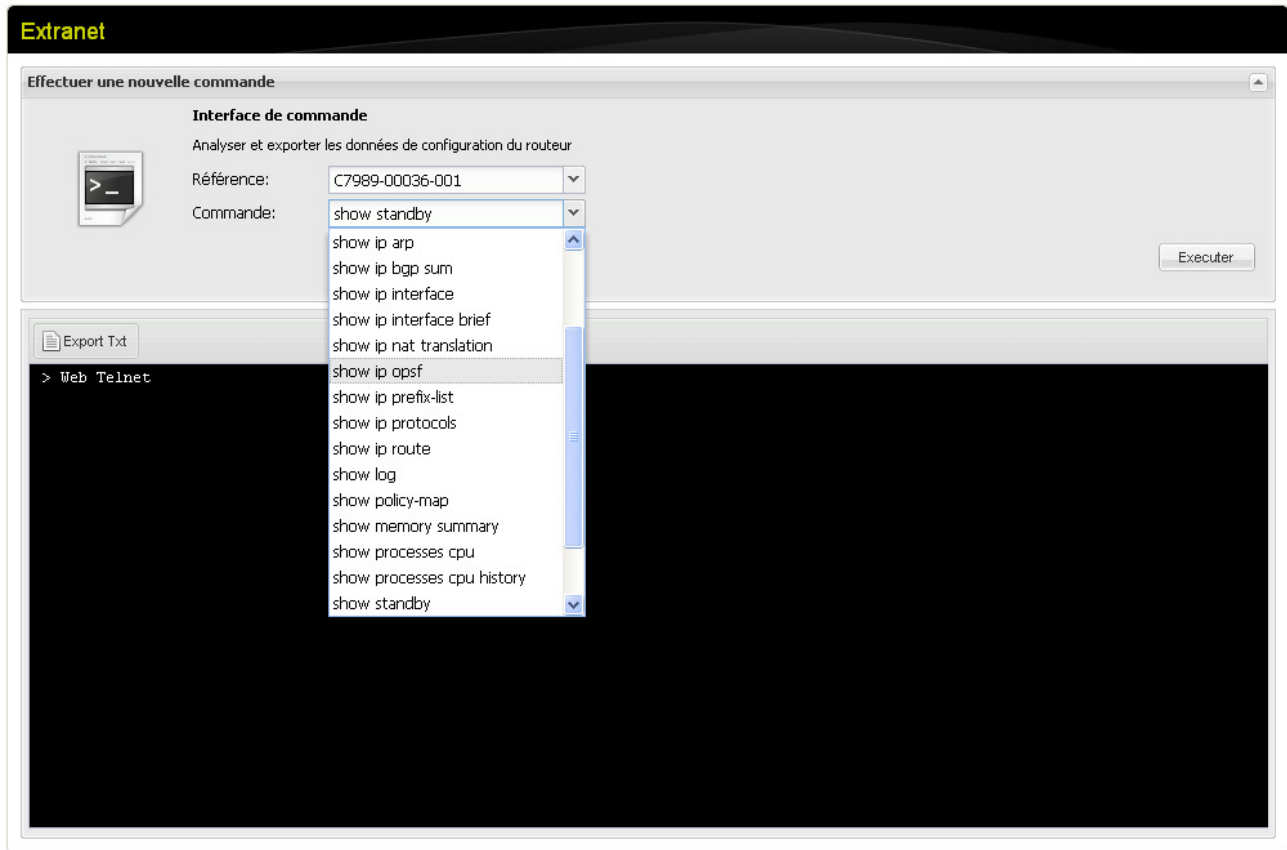 Extranet
Effectuer une nouvelle commande
Interface de commande
Analyser et exporter les données de configuration du routeur
Référence: C7989-00036-001
Commande: show standby
show ip arp
show ip bgp sum
show ip interface
show ip interface brief
show ip nat translation
show ip opsf
show ip prefix-list
show ip protocols
show ip route
show log
show policy-map
show memory summary
show processes cpu
show processes cpu history
show standby
Executer
Export Txt
> Web Telnet
>_